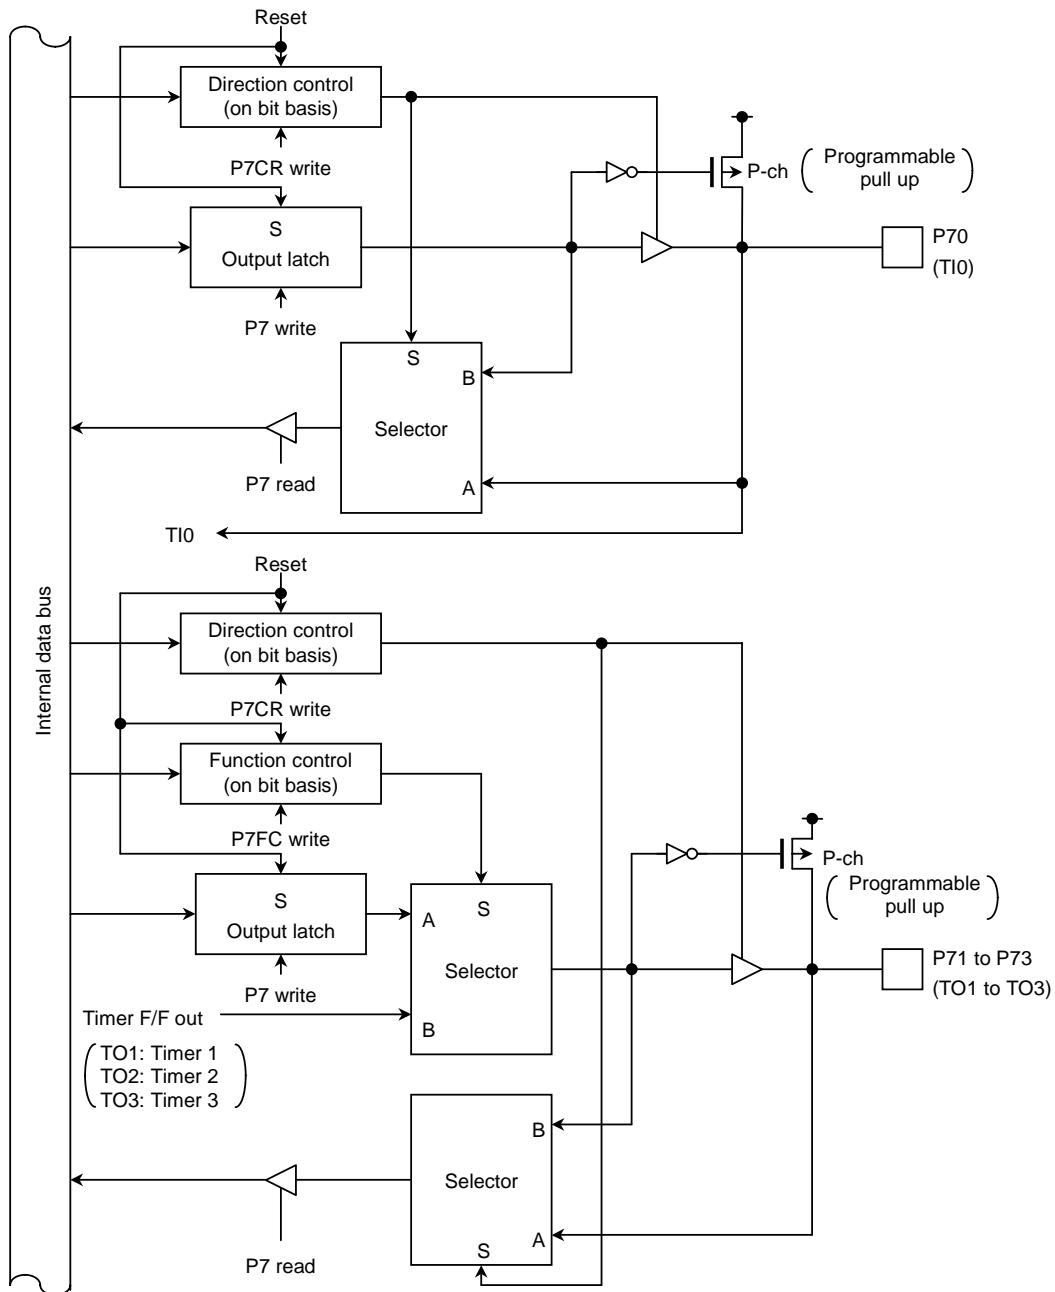 Reset
Direction control
(on bit basis)
P7CR write
P-ch
Programmable
pull up
S
Output latch
P7 write
P70
(TI0)
S
B
Selector
A
P7 read
TI0
Internal data bus
Reset
Direction control
(on bit basis)
P7CR write
Function control
(on bit basis)
P7FC write
P-ch
Programmable
pull up
S
Output latch
P7 write
A
S
Selector
B
P71 to P73
(TO1 to TO3)
Timer F/F out
TO1: Timer 1
TO2: Timer 2
TO3: Timer 3
B
Selector
A
S
P7 read